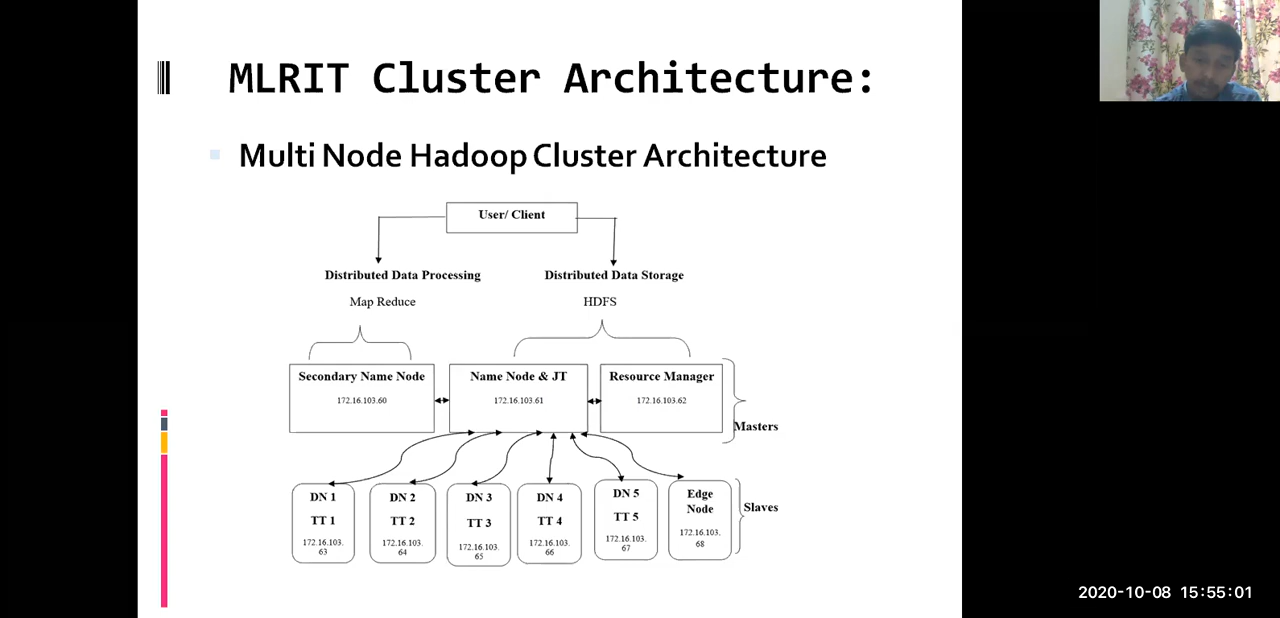 MLRIT Cluster Architecture:
Multi Node Hadoop Cluster Architecture
User/ Client
Distributed Data Processing
Distributed Data Storage
Map Reduce
HDFS
Secondary Name Node
172.16.103.60
Name Node & JT
172.16.103.61
Resource Manager
172.16.103.62
Masters
DN 1
TT 1
172.16.103.
63
DN 2
TT 2
172.16.103.
64
DN 3
TT 3
172.16.103.
65
DN 4
TT 4
172.16.103.
66
DN 5
TT 5
172.16.103.
67
Edge
Node
172.16.103.
68
Slaves
2020-10-08 15:55:01